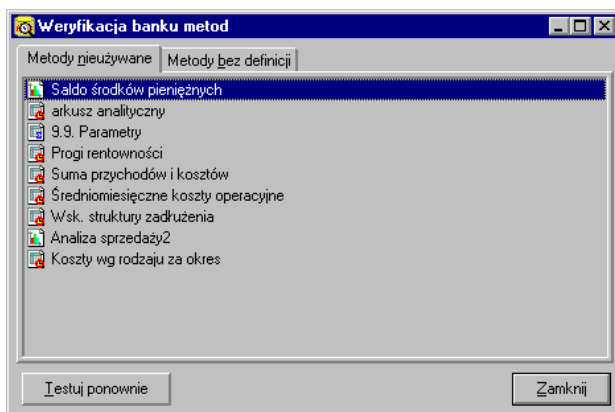 Weryfikacja banku metod
Metody nieużywane Metody bez definicji
Saldo środków pieniężnych
arkusz analityczny
9.9. Parametry
Progi rentowności
Suma przychodów i kosztów
Średniomiesięczne koszty operacyjne
Wsk. struktury zadłużenia
Analiza sprzedaży2
Koszty wg rodzaju za okres
Testuj ponownie Zamknij